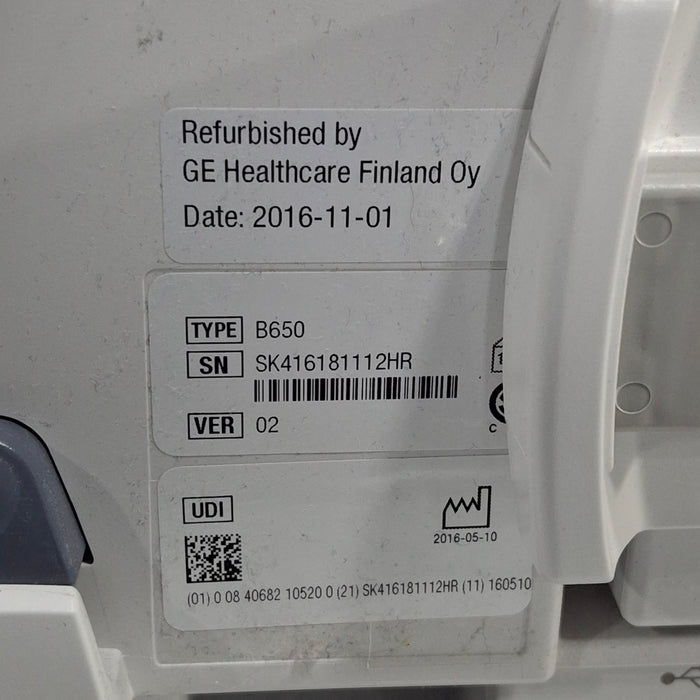 Refurbished by
GE Healthcare Finland Oy
Date: 2016-11-01
TYPE B650
SN SK416181112HR
VER 02
C
UDI
2016-05-10
(01) 0 08 40682 10520 0 (21) SK416181112HR (11) 160510